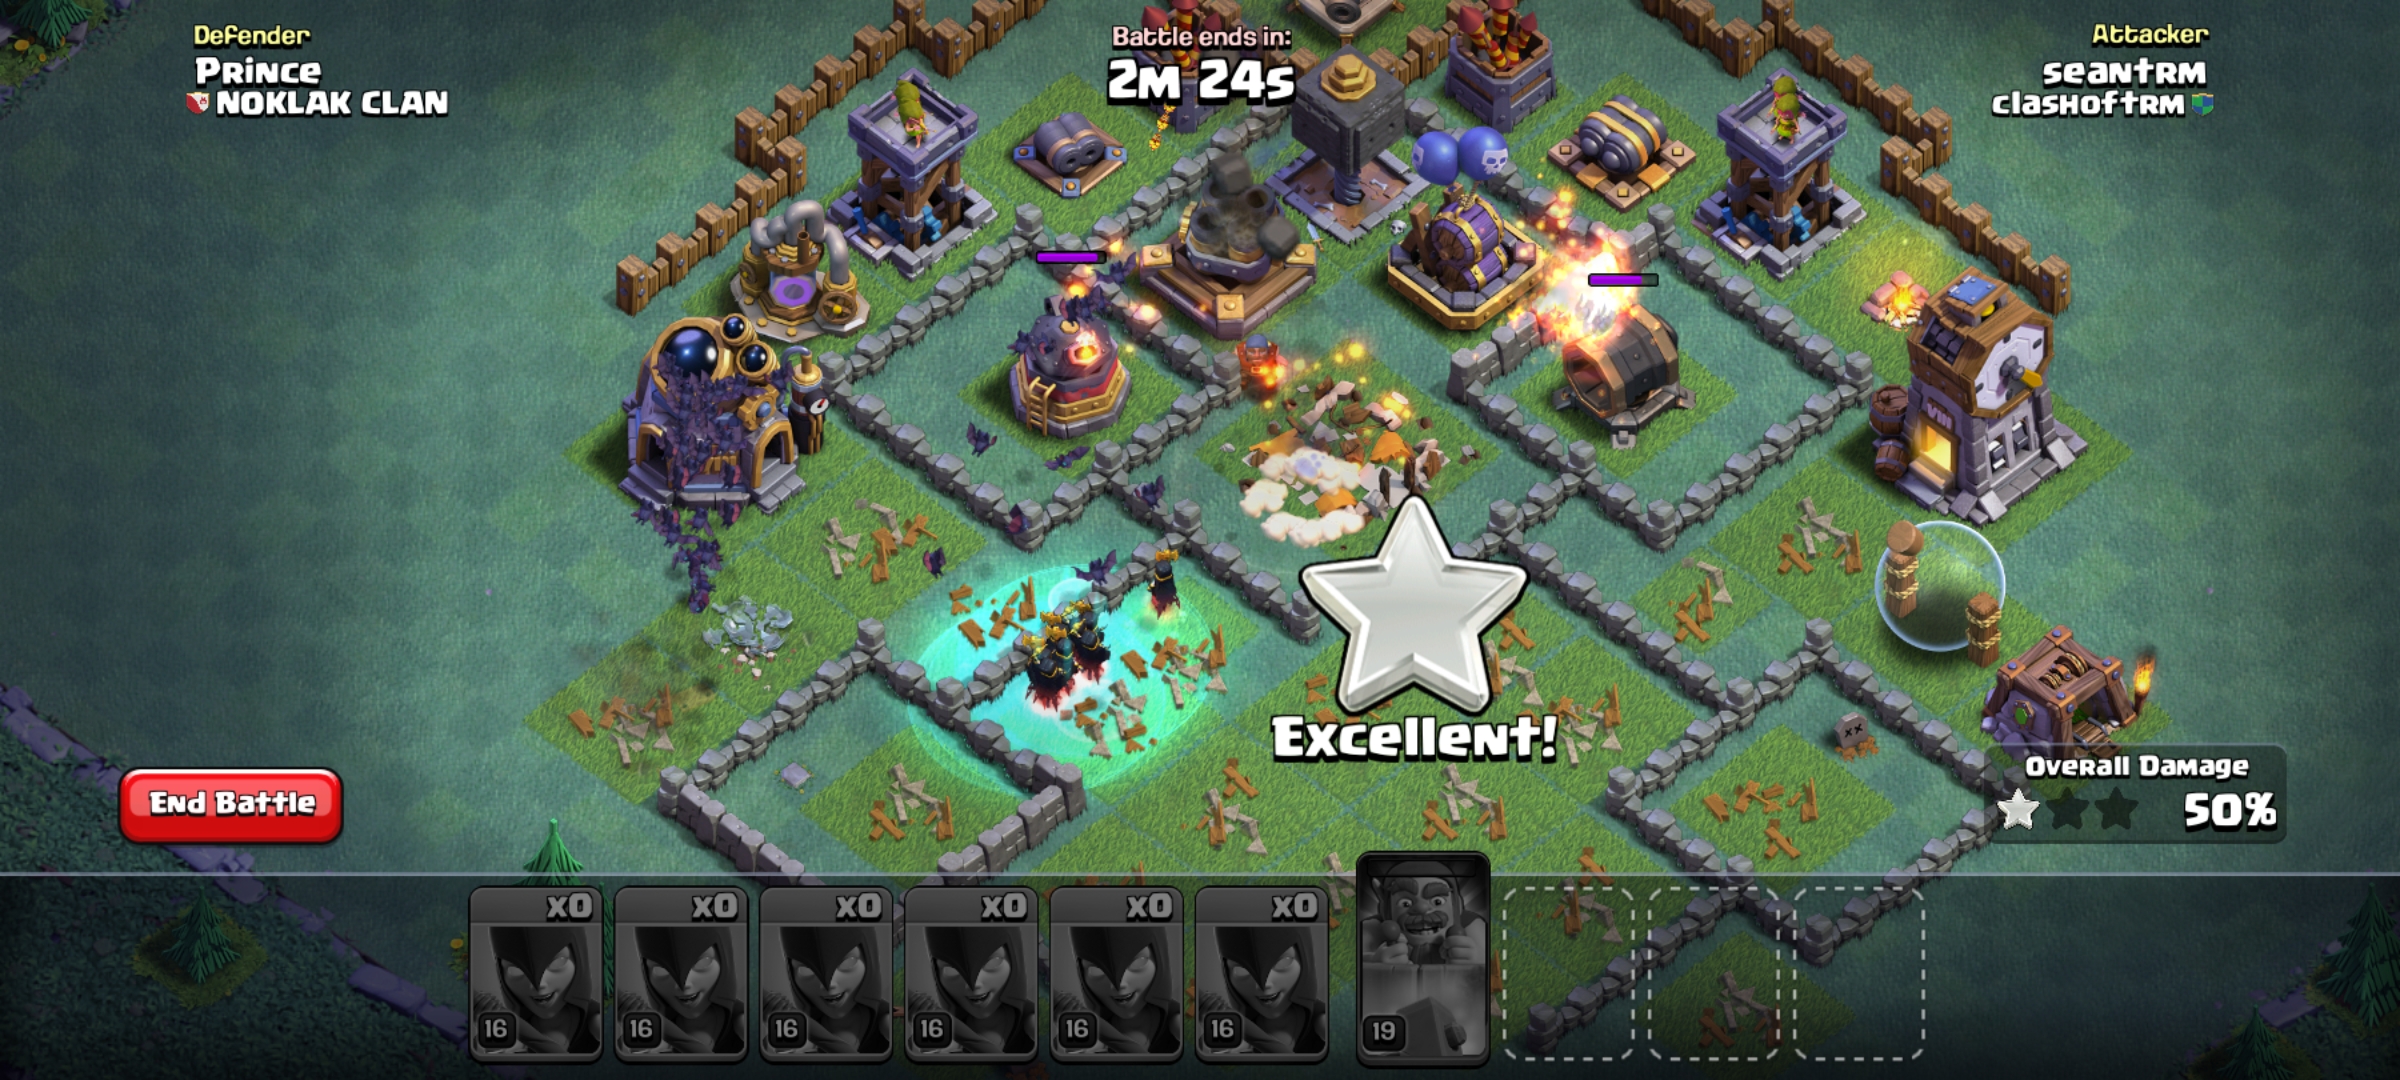 Defender
Prince
NOKLAK CLAN
Battle ends in:
2M 24s
Attacker
seantRM
clashoftRM
VIII
Excellent!
End Battle
Overall Damage
50%
x0
x0
x0
x0
x0
x0
16
16
16
16
16
16
19